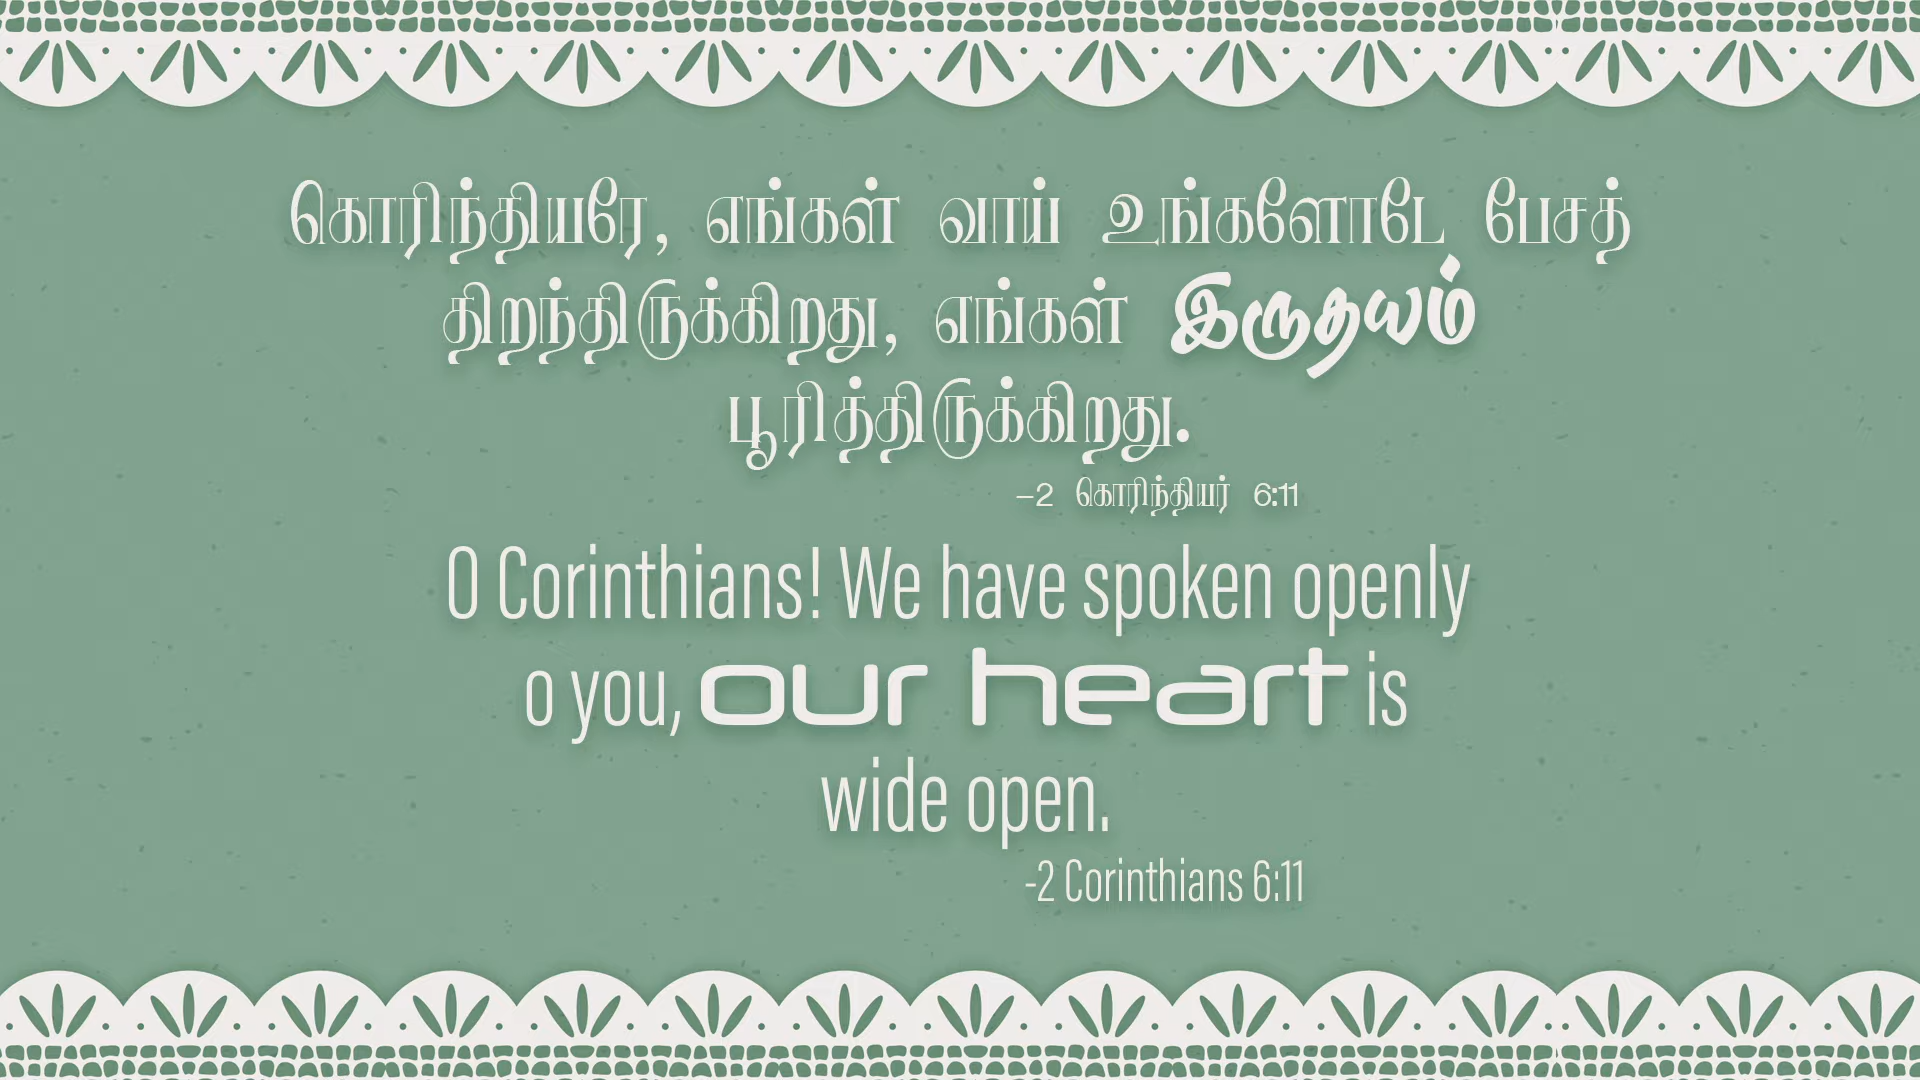 கொரிந்தியரே, எங்கள் வாய் உங்களோடே பேசத்
திறந்திருக்கிறது, எங்கள் இருதயம்
பூரித்திருக்கிறது.
-2 கொரிந்தியர் 6:11
O Corinthians! We have spoken openly
o you, our heart is
wide open.
-2 Corinthians 6:11